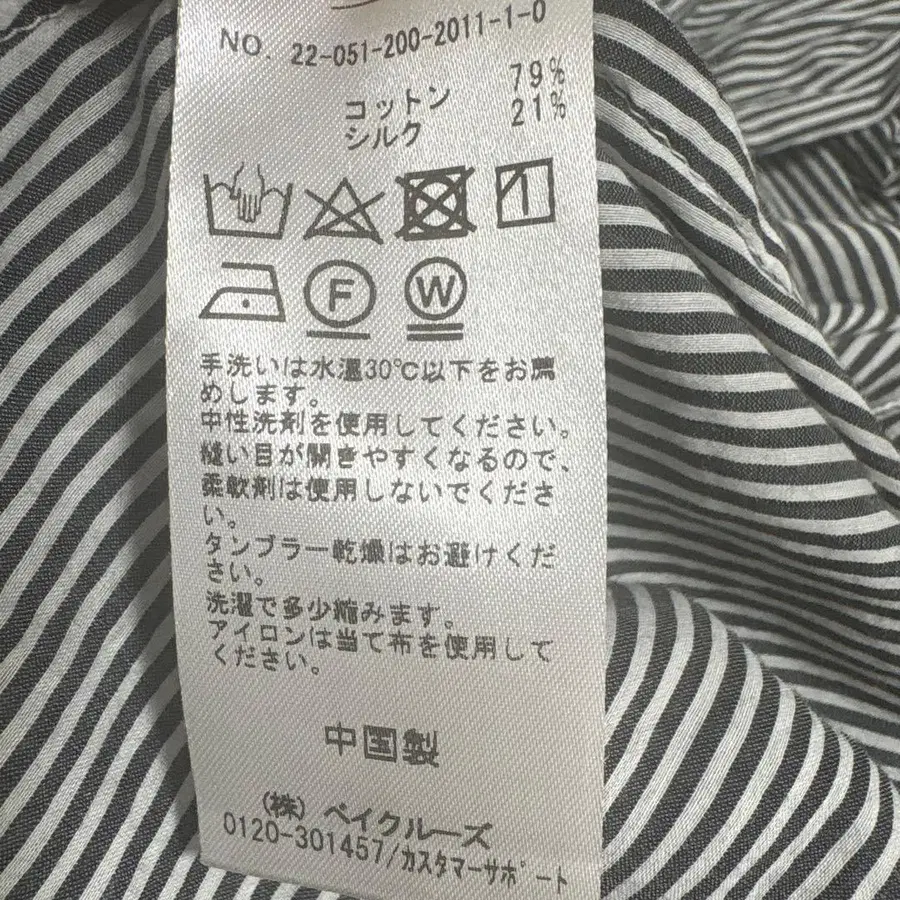 NO. 22-051-200-2011-1-0
コットン 79%
シルク 21%
F W
手洗いは水温30℃以下をお薦
めします。
中性洗剤を使用してください。
縫い目が開きやすくなるので、
柔軟剤は使用しないでくださ
い。
タンブラー乾燥はお避けくだ
さい。
洗濯で多少縮みます。
アイロンは当て布を使用して
ください。
中国製
(株) ベイクルーズ
0120-301457/カスタマーサポート